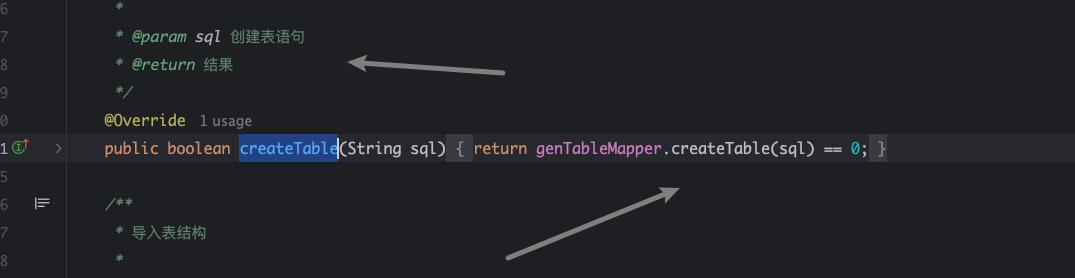 6 *
7 * @param sql 创建表语句
8 * @return 结果
9 */
0 @Override 1 usage
1 public boolean createTable(String sql) { return genTableMapper.createTable(sql) == 0; }
5
6 /**
7 * 导入表结构
8 *